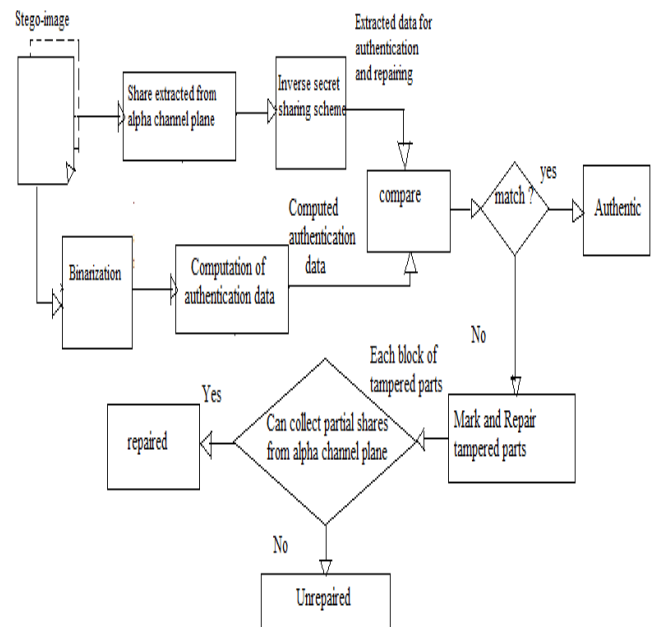 Stego-image
Share extracted from
alpha channel plane
Inverse secret
sharing scheme
Extracted data for
authentication
and repairing
compare
match ?
yes
Authentic
Binarization
Computation of
authentication data
Computed
authentication
data
No
Each block of
tampered parts
Mark and Repair
tampered parts
Can collect partial shares
from alpha channel plane
Yes
repaired
No
Unrepaired